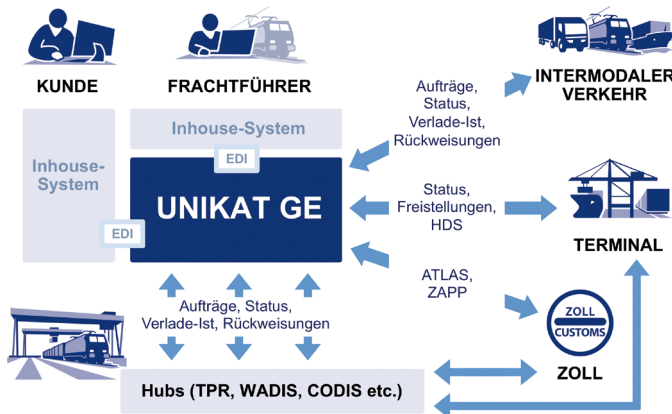 KUNDE
FRACHTFÜHRER
INTERMODALER
VERKEHR
Aufträge,
Status,
Verlade-Ist,
Rückweisungen
Inhouse-System
Inhouse-
System
EDI
UNIKAT GE
EDI
Status,
Freistellungen,
HDS
TERMINAL
ATLAS,
ZAPP
Aufträge, Status,
Verlade-Ist, Rückweisungen
ZOLL
CUSTOMS
ZOLL
Hubs (TPR, WADIS, CODIS etc.)